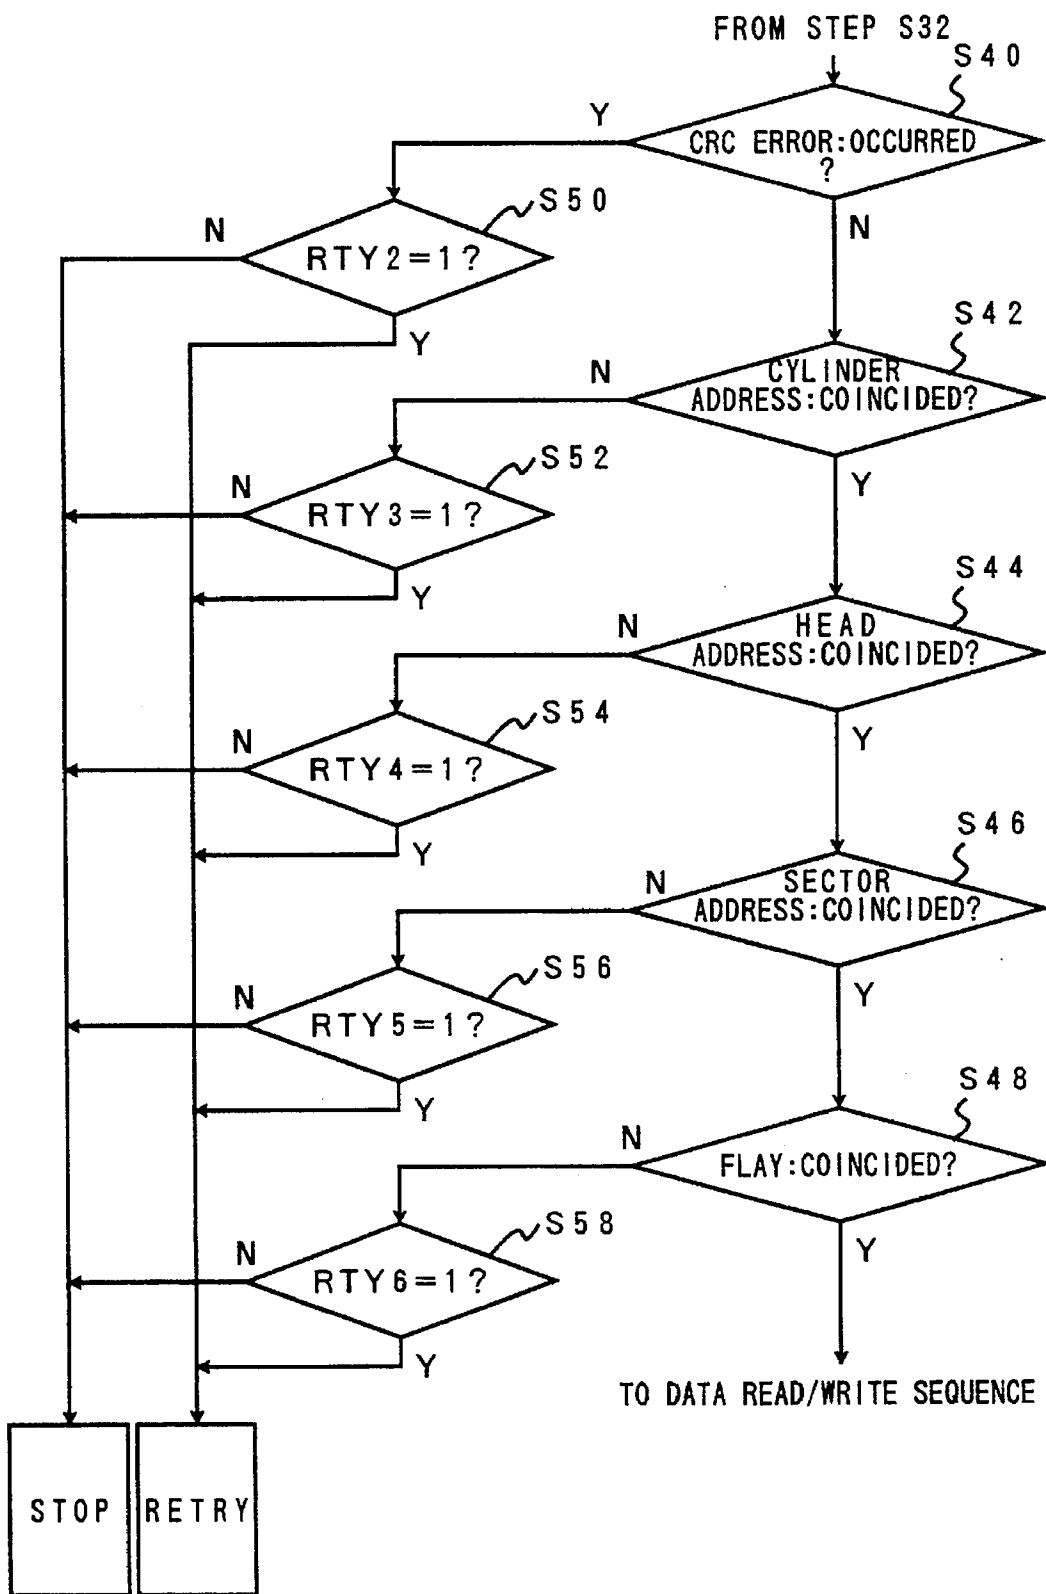 FROM STEP S32
S40
Y
CRC ERROR:OCCURRED
?
N
S50
N
RTY2=1?
Y
S42
N
CYLINDER
ADDRESS:COINCIDED?
Y
S52
N
RTY3=1?
Y
S44
N
HEAD
ADDRESS:COINCIDED?
Y
S54
N
RTY4=1?
Y
S46
N
SECTOR
ADDRESS:COINCIDED?
Y
S56
N
RTY5=1?
Y
S48
N
FLAY:COINCIDED?
Y
S58
N
RTY6=1?
Y
TO DATA READ/WRITE SEQUENCE
STOP
RETRY